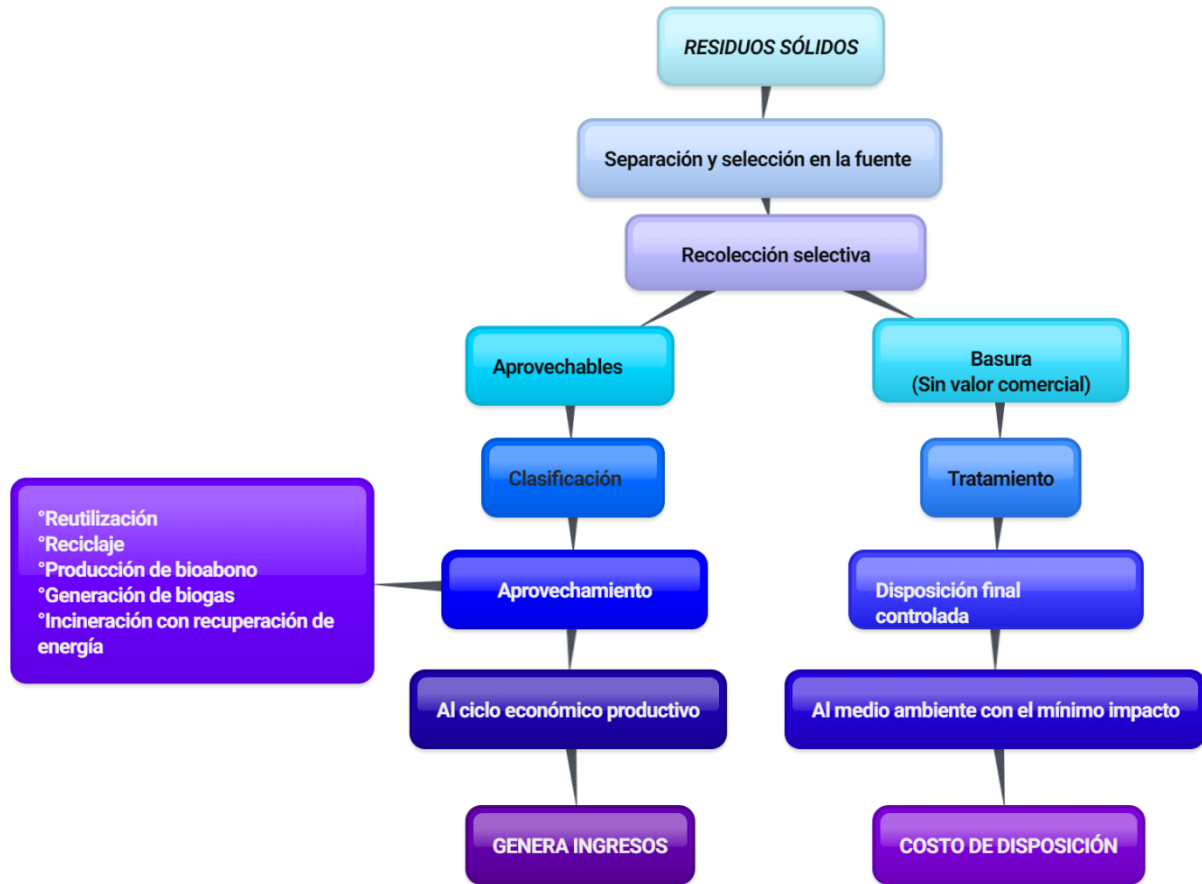 RESIDUOS SÓLIDOS
Separación y selección en la fuente
Recolección selectiva
Aprovechables
Basura
(Sin valor comercial)
Clasificación
Tratamiento
°Reutilización
°Reciclaje
°Producción de bioabono
°Generación de biogas
°Incineración con recuperación de
energía
Aprovechamiento
Disposición final
controlada
Al ciclo económico productivo
Al medio ambiente con el mínimo impacto
GENERA INGRESOS
COSTO DE DISPOSICIÓN